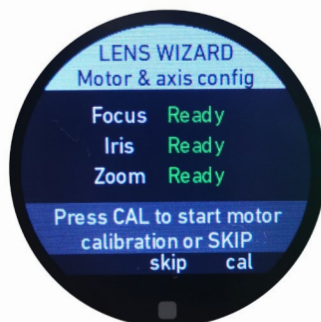 LENS WIZARD
Motor & axis config
Focus Ready
Iris Ready
Zoom Ready
Press CAL to start motor
calibration or SKIP
skip cal